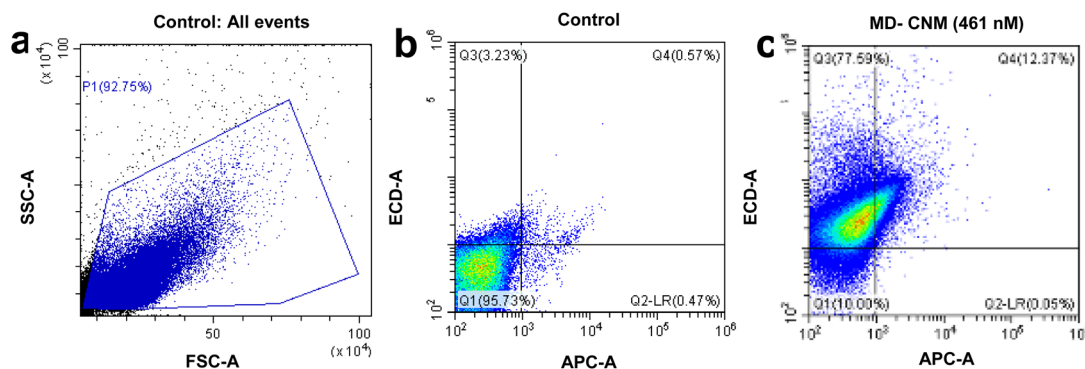 a
Control: All events
100
(x 10⁴)
P1(92.75%)
SSC-A
50
100
(x 10⁴)
FSC-A
b
Control
10⁶
Q3(3.23%)
Q4(0.57%)
5
ECD-A
10²
Q1(95.73%)
Q2-LR(0.47%)
10² 10³ 10⁴ 10⁵ 10⁶
APC-A
c
MD- CNM (461 nM)
Q3(77.59%)
Q4(12.37%)
ECD-A
Q1(10.00%)
Q2-LR(0.05%)
10² 10³ 10⁴ 10⁵ 10⁶
APC-A